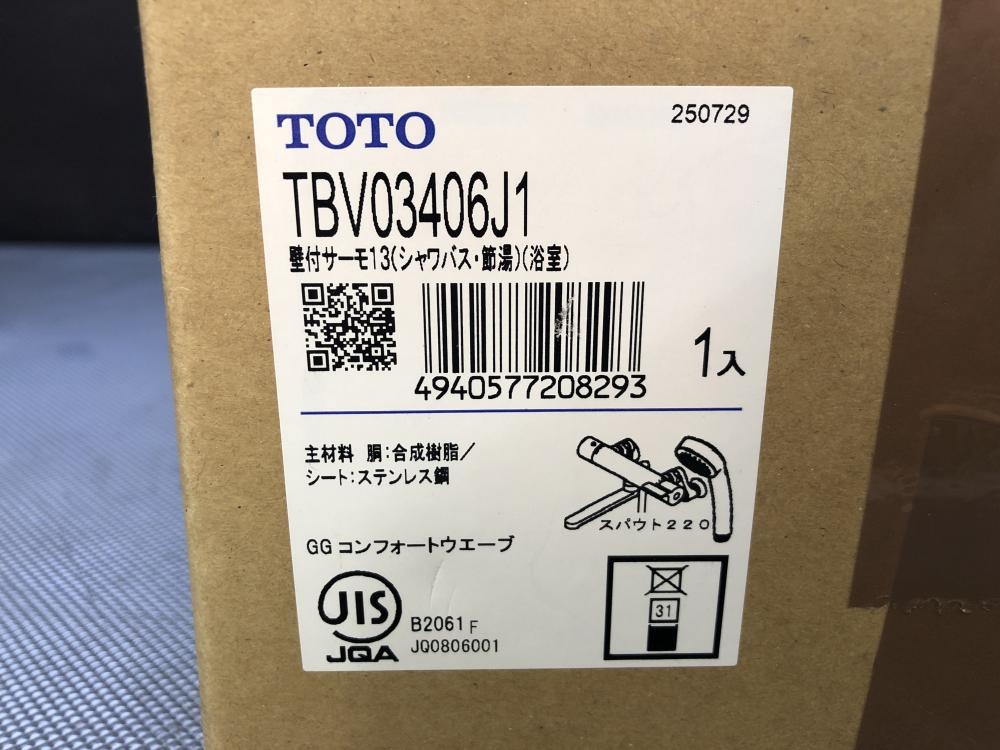 TOTO
250729
TBV03406J1
壁付サーモ13(シャワバス・節湯)(浴室)
4940577208293
1入
主材料 胴:合成樹脂/
シート:ステンレス鋼
スパウト220
GGコンフォートウエーブ
JIS
JQA
B2061 F
JQ0806001
31